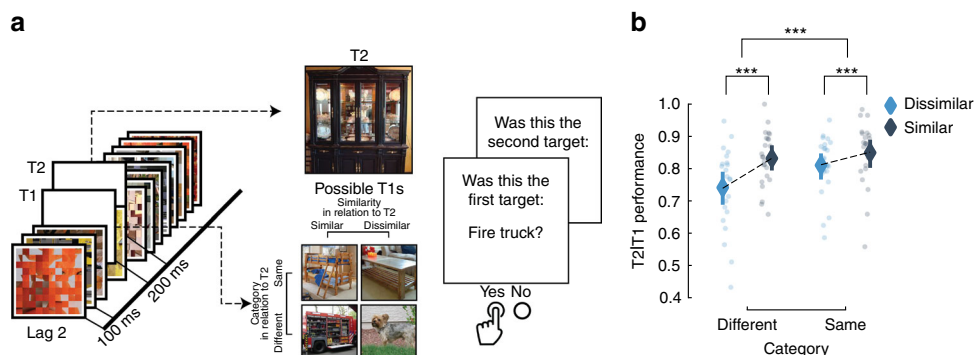 a
T2
T1
Lag 2
100 ms
200 ms
T2
Possible T1s
Similarity
in relation to T2
Similar
Dissimilar
Category
in relation to T2
Same
Different
Was this the
second target:
Was this the
first target:
Fire truck?
Yes No
b
***
***
***
Dissimilar
Similar
T2|T1 performance
1.0
0.9
0.8
0.7
0.6
0.5
0.4
Different
Same
Category